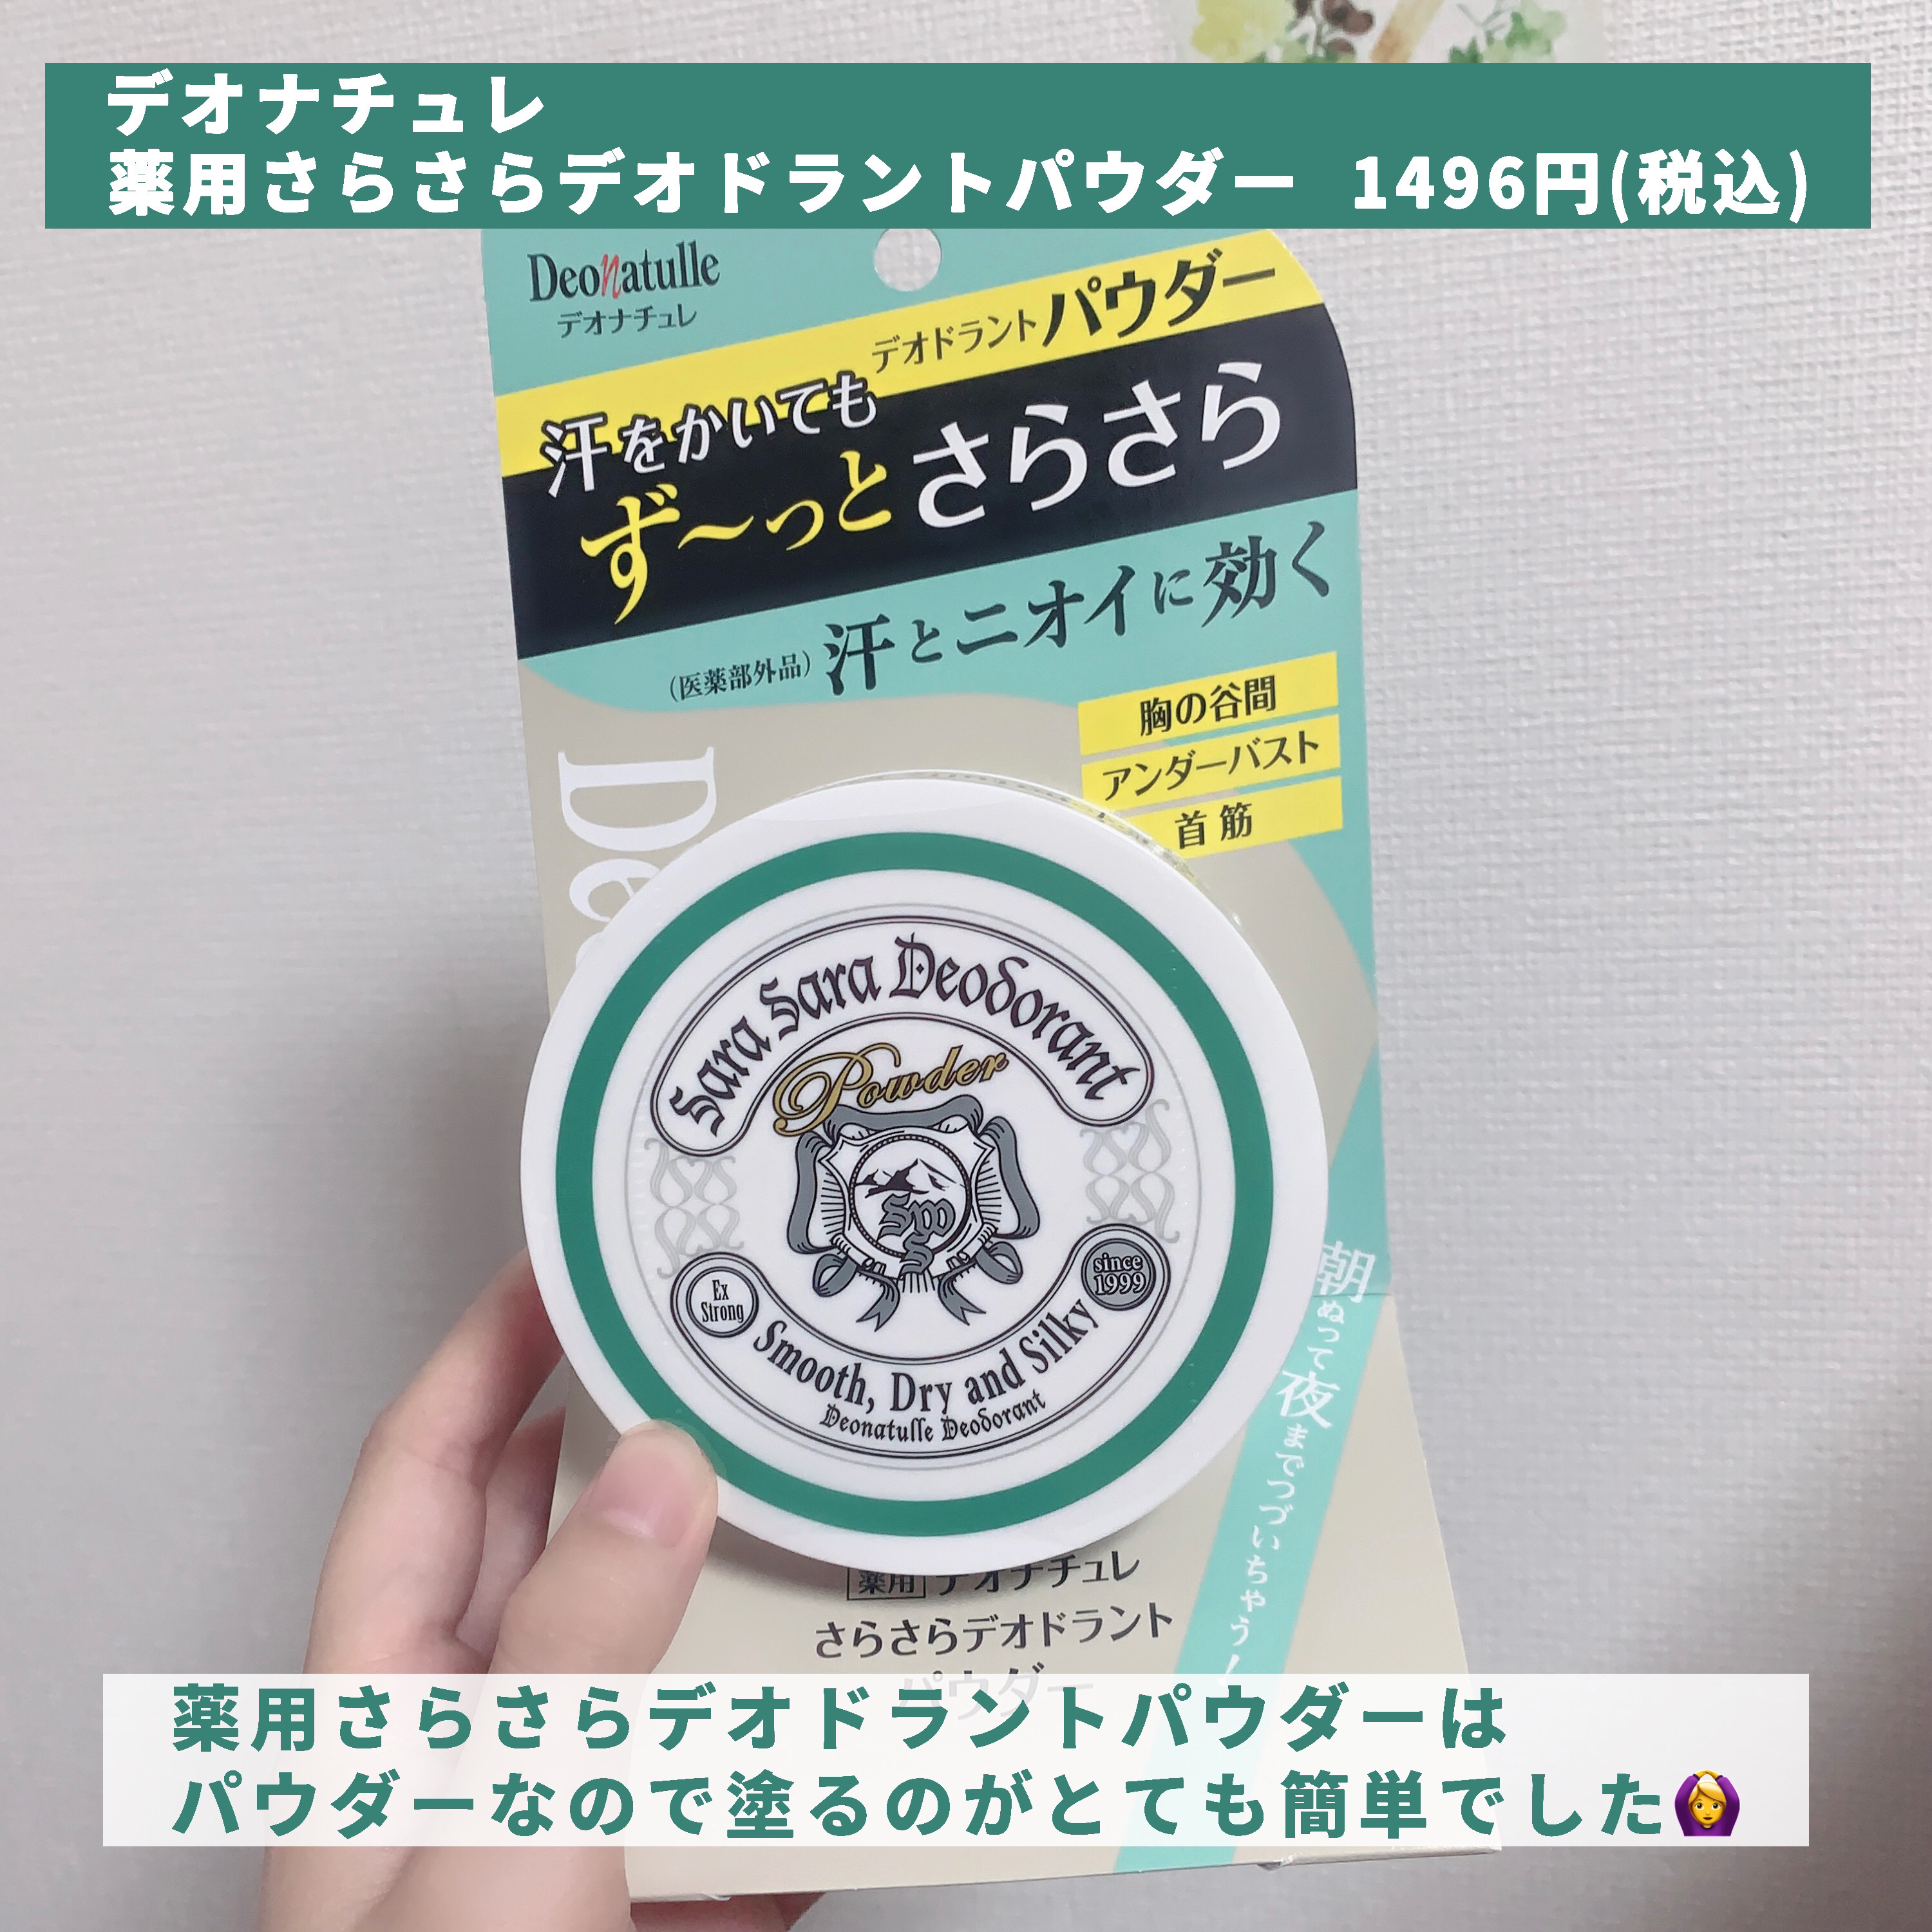 デオナチュレ
薬用さらさらデオドラントパウダー 1496円(税込)
Deonatulle
デオナチュレ
デオドラントパウダー
汗をかいても
ず〜っとさらさら
(医薬部外品)汗とニオイに効く
胸の谷間
アンダーバスト
首筋
De
Sara Sara Deodorant
Powder
Ex
Strong
since
1999
Smooth, Dry and Silky
Deonatulle Deodorant
朝ぬって夜までつづいちゃう!
薬用 デオナチュレ
さらさらデオドラント
パウダー
薬用さらさらデオドラントパウダーは
パウダーなので塗るのがとても簡単でした🙆